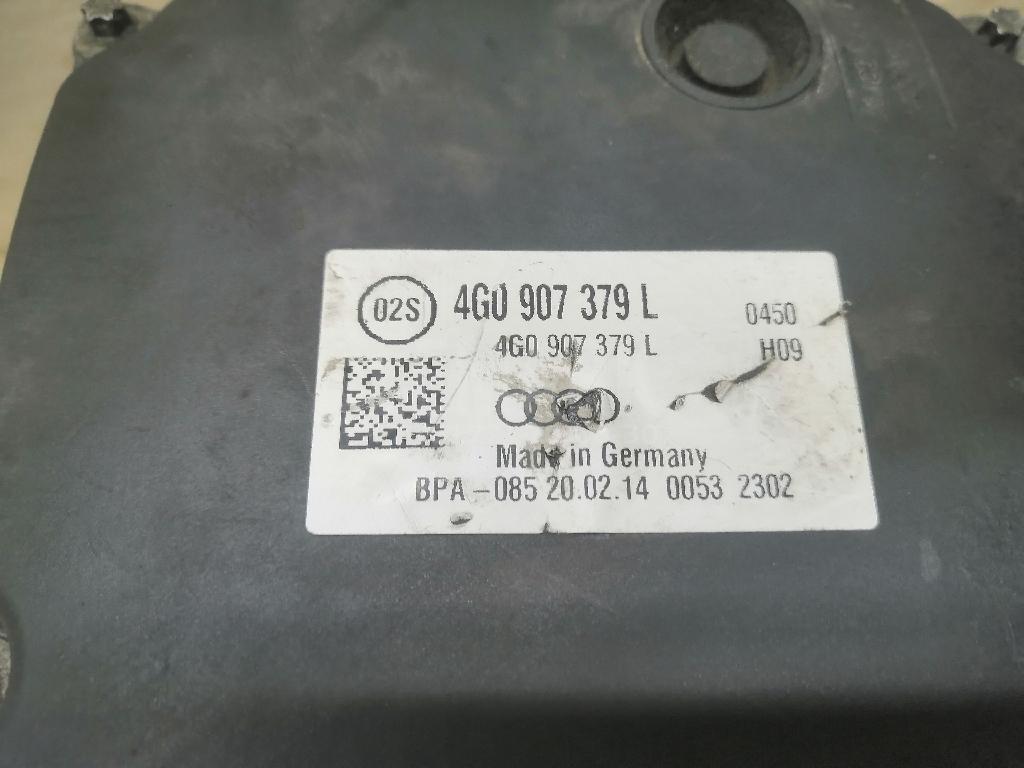 02S 4G0 907 379 L 0450
4G0 907 379 L H09
Made in Germany
BPA-085 20.02.14 0053 2302